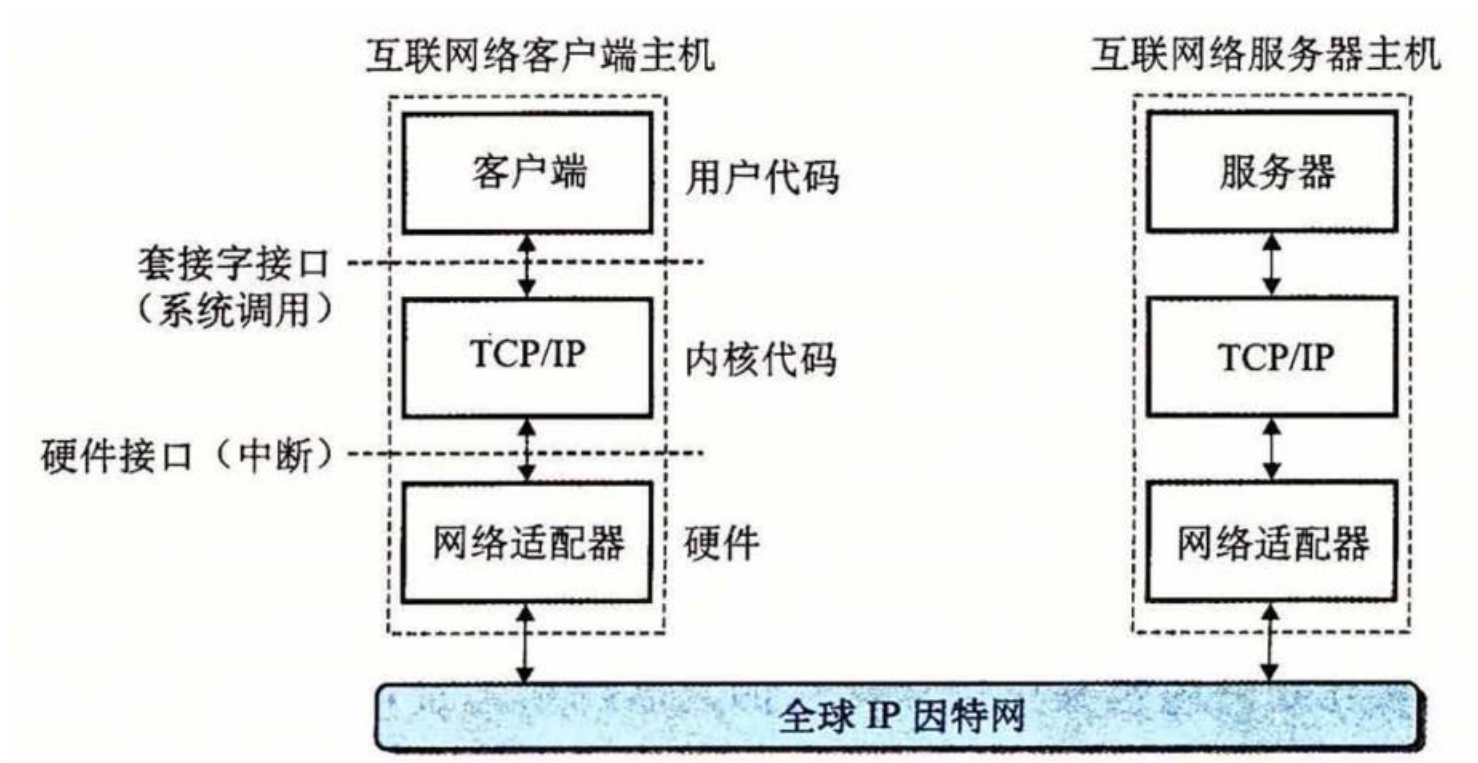 互联网络客户端主机
互联网络服务器主机
客户端
用户代码
服务器
套接字接口
（系统调用）
TCP/IP
内核代码
TCP/IP
硬件接口（中断）
网络适配器
硬件
网络适配器
全球 IP 因特网